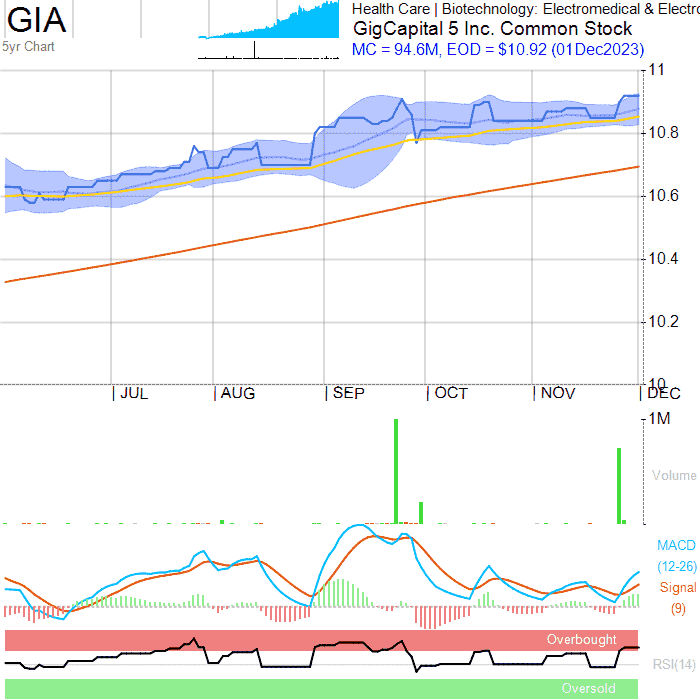 GIA
5yr Chart
Health Care | Biotechnology: Electromedical & Electro
GigCapital 5 Inc. Common Stock
MC = 94.6M, EOD = $10.92 (01Dec2023)
11
10.8
10.6
10.4
10.2
10
JUL AUG SEP OCT NOV DEC
1M
Volume
MACD
(12-26)
Signal
(9)
Overbought
RSI(14)
Oversold